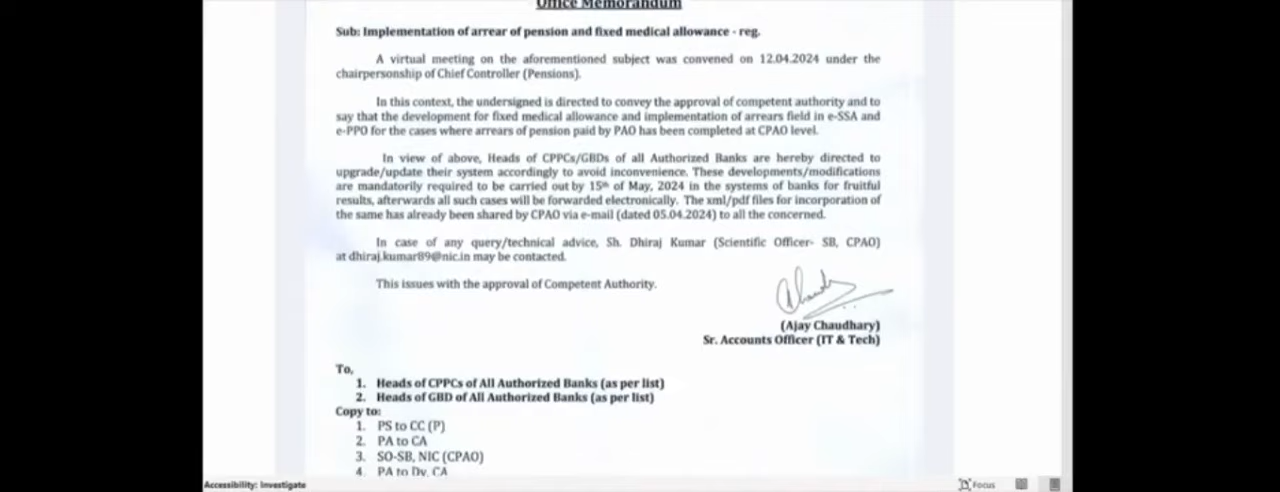 Office Memorandum
Sub: Implementation of arrear of pension and fixed medical allowance - reg.
A virtual meeting on the aforementioned subject was convened on 12.04.2024 under the
chairpersonship of Chief Controller (Pensions).
In this context, the undersigned is directed to convey the approval of competent authority and to
say that the development for fixed medical allowance and implementation of arrears field in e-SSA and
e-PPO for the cases where arrears of pension paid by PAO has been completed at CPAO level.
In view of above, Heads of CPPCs/GBDs of all Authorized Banks are hereby directed to
upgrade/update their system accordingly to avoid inconvenience. These developments/modifications
are mandatorily required to be carried out by 15th of May, 2024 in the systems of banks for fruitful
results, afterwards all such cases will be forwarded electronically. The xml/pdf files for incorporation of
the same has already been shared by CPAO via e-mail (dated 05.04.2024) to all the concerned.
In case of any query/technical advice, Sh. Dhiraj Kumar (Scientific Officer- SB, CPAO)
at dhiraj.kumar89@nic.in may be contacted.
This issues with the approval of Competent Authority.
(Ajay Chaudhary)
Sr. Accounts Officer (IT & Tech)
To,
1. Heads of CPPCs of All Authorized Banks (as per list)
2. Heads of GBD of All Authorized Banks (as per list)
Copy to:
1. PS to CC (P)
2. PA to CA
3. SO-SB, NIC (CPAO)
4. PA to Dy. CA
Accessibility: Investigate
Focus